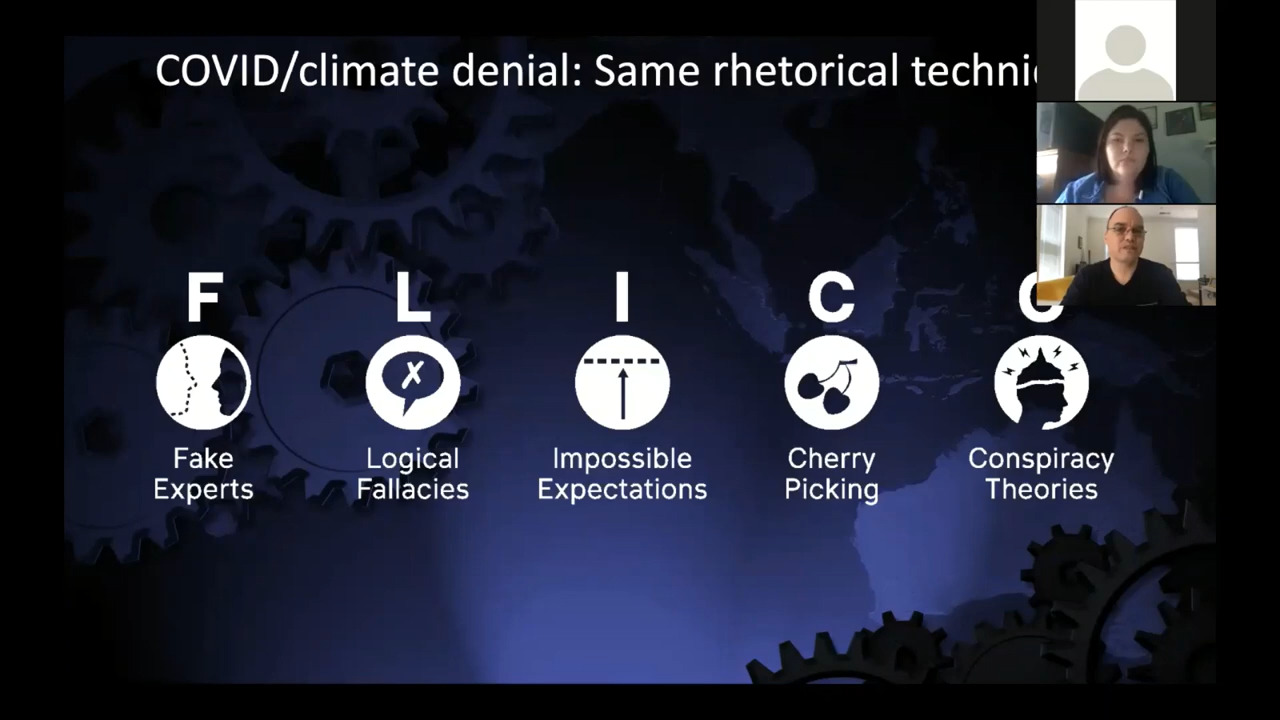 COVID/climate denial: Same rhetorical techni
F L I C C
Fake Logical Impossible Cherry Conspiracy
Experts Fallacies Expectations Picking Theories